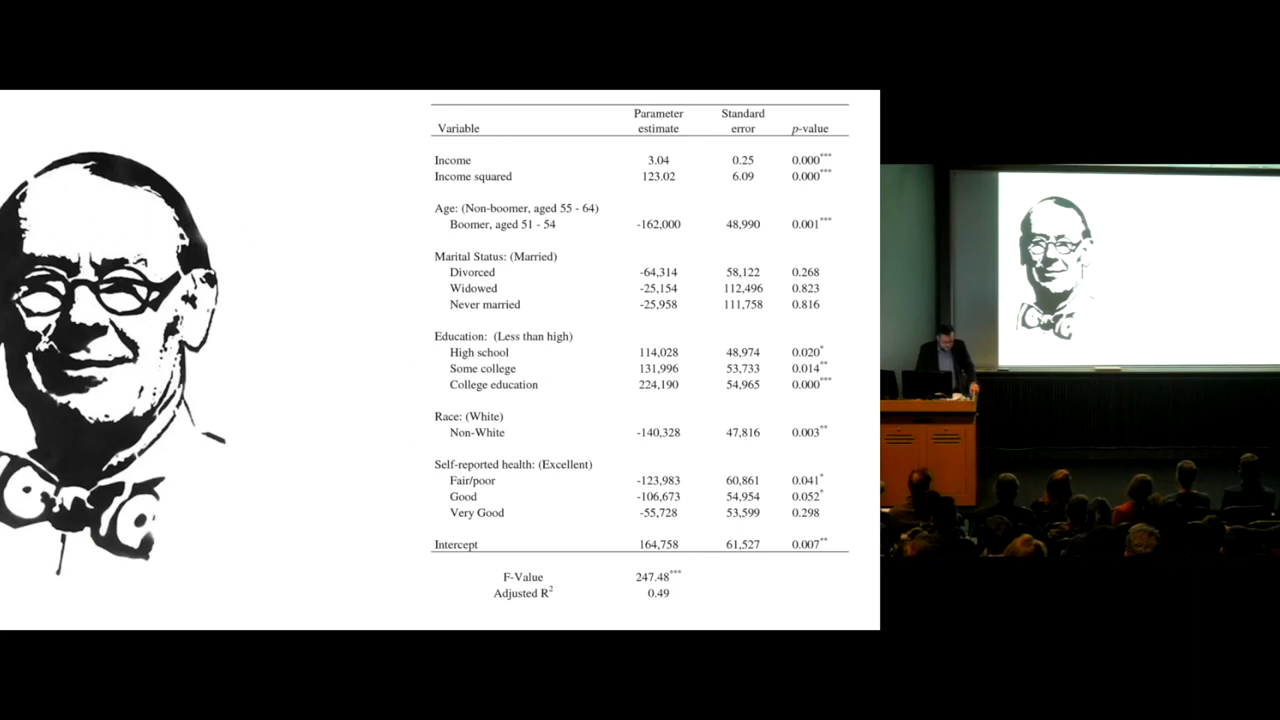 Variable Parameter estimate Standard error p-value
Income 3.04 0.25 0.000***
Income squared 123.02 6.09 0.000***
Age: (Non-boomer, aged 55 - 64)
Boomer, aged 51 - 54 -162,000 48,990 0.001***
Marital Status: (Married)
Divorced -64,314 58,122 0.268
Widowed -25,154 112,496 0.823
Never married -25,958 111,758 0.816
Education: (Less than high)
High school 114,028 48,974 0.020*
Some college 131,996 53,733 0.014**
College education 224,190 54,965 0.000***
Race: (White)
Non-White -140,328 47,816 0.003**
Self-reported health: (Excellent)
Fair/poor -123,983 60,861 0.041*
Good -106,673 54,954 0.052*
Very Good -55,728 53,599 0.298
Intercept 164,758 61,527 0.007**
F-Value 247.48***
Adjusted R2 0.49